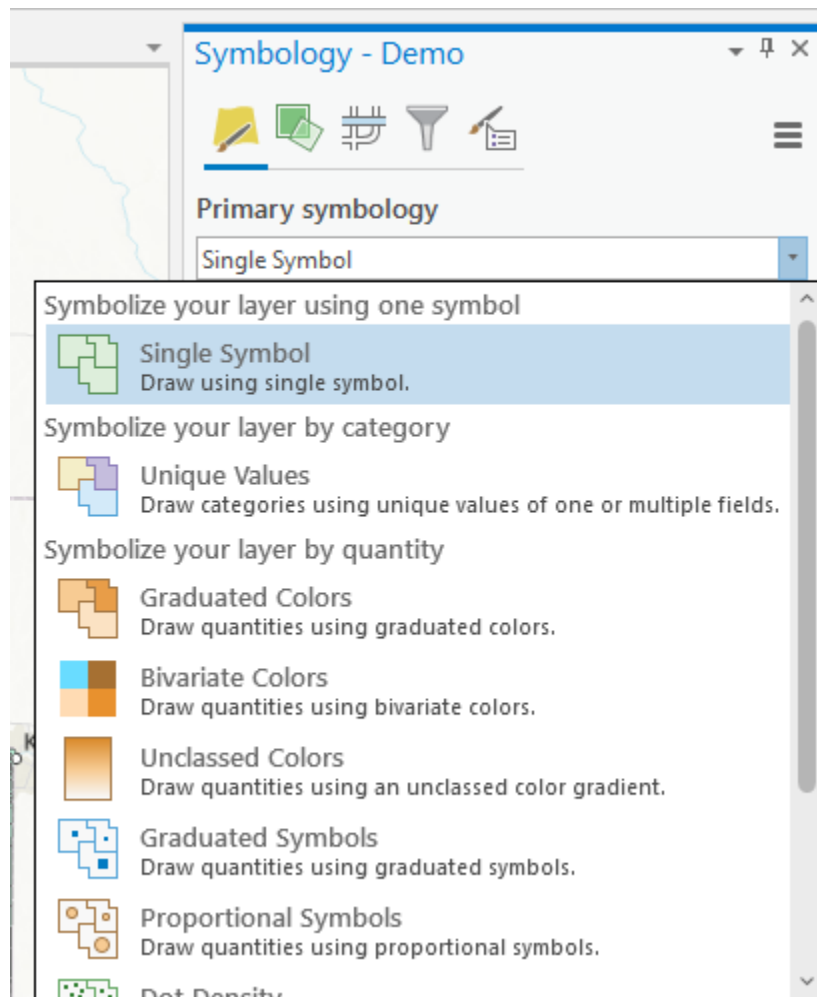 Symbology - Demo
Primary symbology
Single Symbol
Symbolize your layer using one symbol
Single Symbol
Draw using single symbol.
Symbolize your layer by category
Unique Values
Draw categories using unique values of one or multiple fields.
Symbolize your layer by quantity
Graduated Colors
Draw quantities using graduated colors.
Bivariate Colors
Draw quantities using bivariate colors.
K
Unclassed Colors
Draw quantities using an unclassed color gradient.
Graduated Symbols
Draw quantities using graduated symbols.
Proportional Symbols
Draw quantities using proportional symbols.
Dot Density